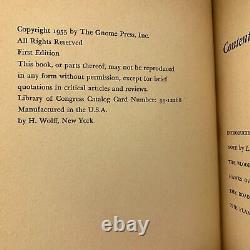 Copyright 1955 by The Gnome Press, Inc.
All Rights Reserved
First Edition
This book, or parts thereof, may not be reproduced
in any form without permission, except for brief
quotations in critical articles and reviews.
Library of Congress Catalog Card Number:
Manufactured in the U.S.A.
by H. Wolff, New York.
Conten